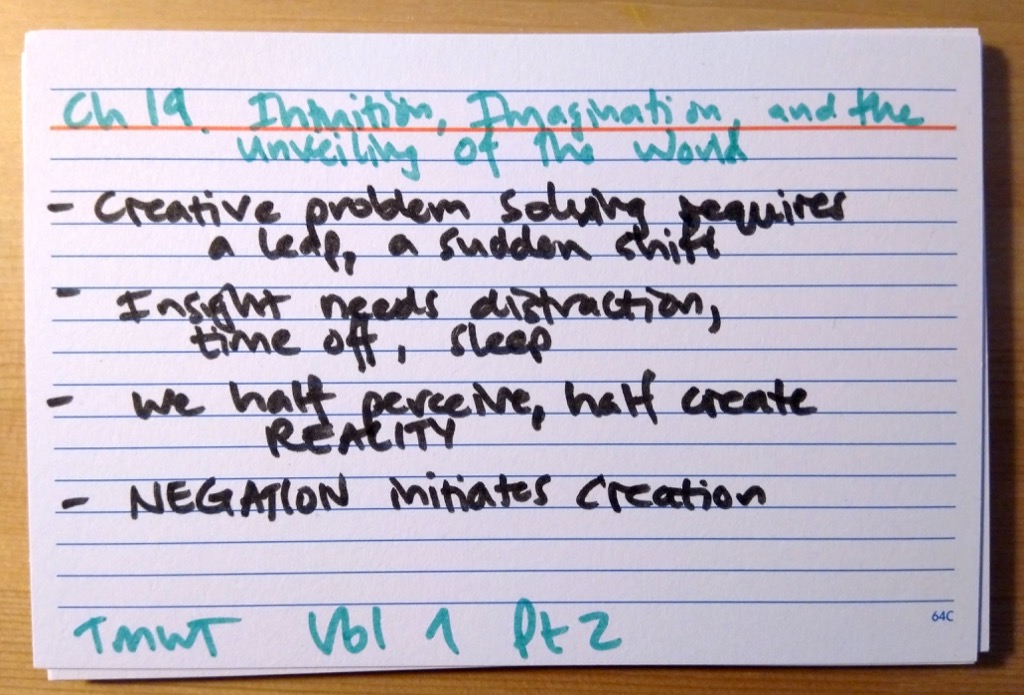 Ch 19. Intuition, Imagination, and the
unveiling of the World
- Creative problem solving requires
a leap, a sudden shift
- Insight needs distraction,
time off, sleep
- We half perceive, half create
REALITY
- NEGATION initiates creation
64C
TMWT Vol 1 Pt 2